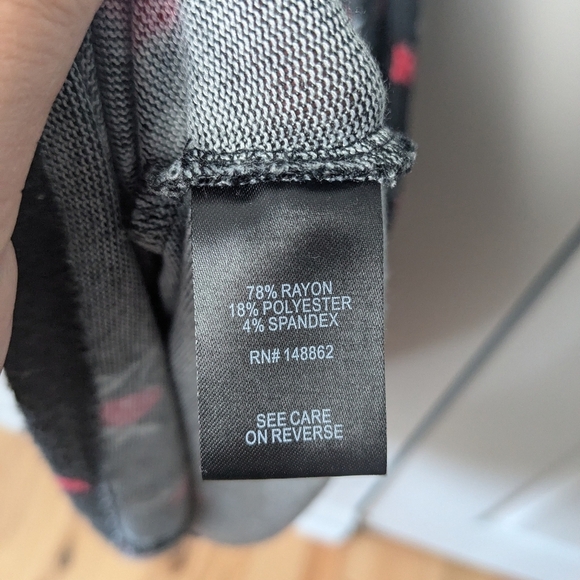 78% RAYON
18% POLYESTER
4% SPANDEX
RN# 148862
SEE CARE
ON REVERSE